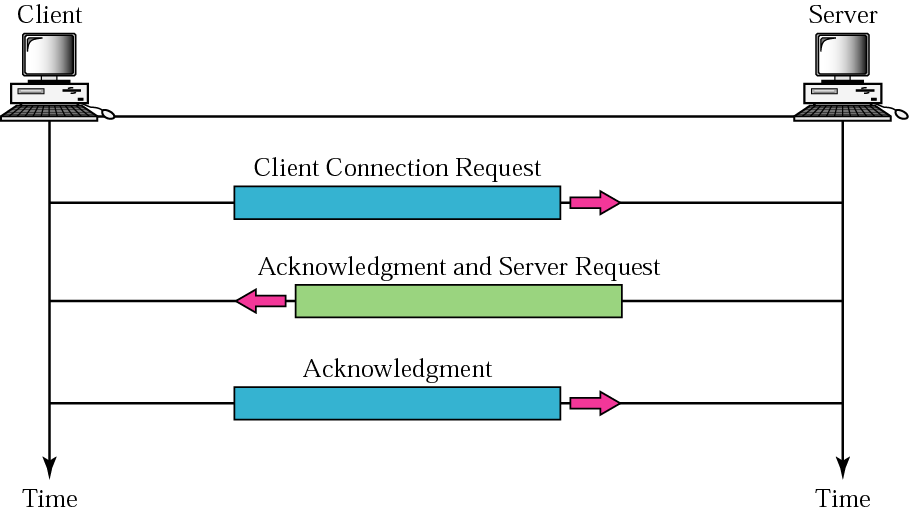 Client
Server
Client Connection Request
Acknowledgment and Server Request
Acknowledgment
Time
Time